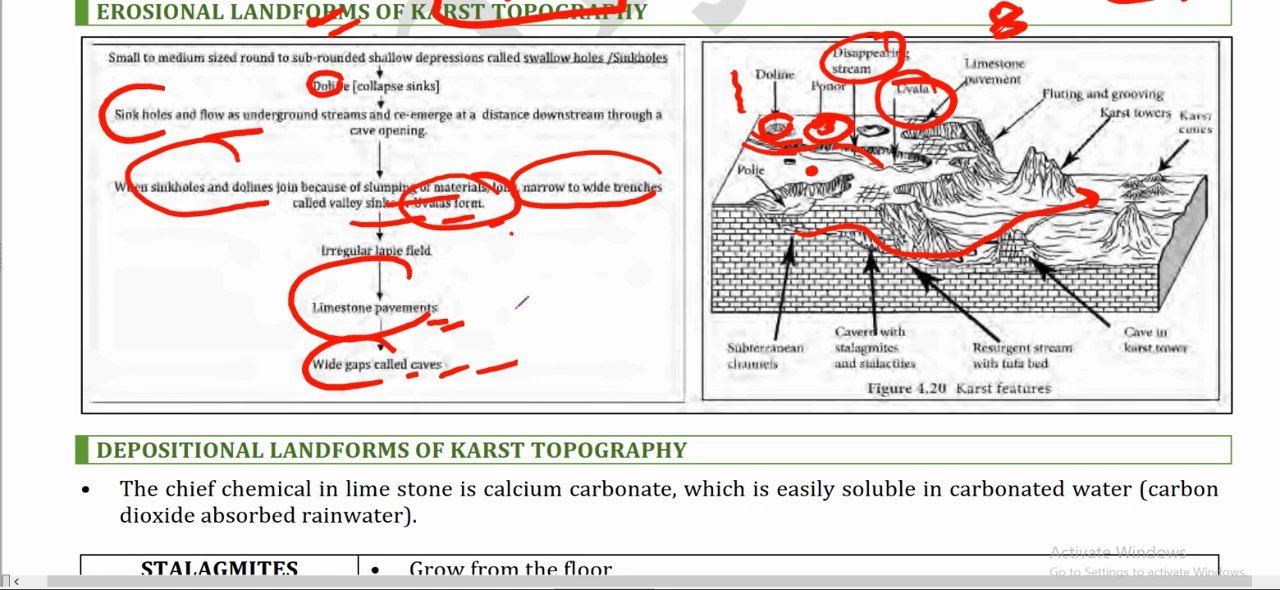 EROSIONAL LANDFORMS OF KARST TOPOGRAPHY
Small to medium sized round to sub-rounded shallow depressions called swallow holes /Sinkholes
Doline [collapse sinks]
Sink holes and flow as underground streams and re-emerge at a distance downstream through a
cave opening.
When sinkholes and dolines join because of slumping of materials, long, narrow to wide trenches
called valley sinks or Uvalas form.
Irregular lapie field
Limestone pavements
Wide gaps called caves
Disappearing
stream
Doline
Ponor
Uvala
Limestone
pavement
Fluting and grooving
Karst towers
Karst
cones
Polje
Subterranean
channels
Cavern with
stalagmites
and stalactites
Resurgent stream
with tufa bed
Cave in
karst tower
Figure 4.20 Karst features
DEPOSITIONAL LANDFORMS OF KARST TOPOGRAPHY
• The chief chemical in lime stone is calcium carbonate, which is easily soluble in carbonated water (carbon
dioxide absorbed rainwater).
STALAGMITES
• Grow from the floor
Activate Windows
Go to Settings to activate Windows.